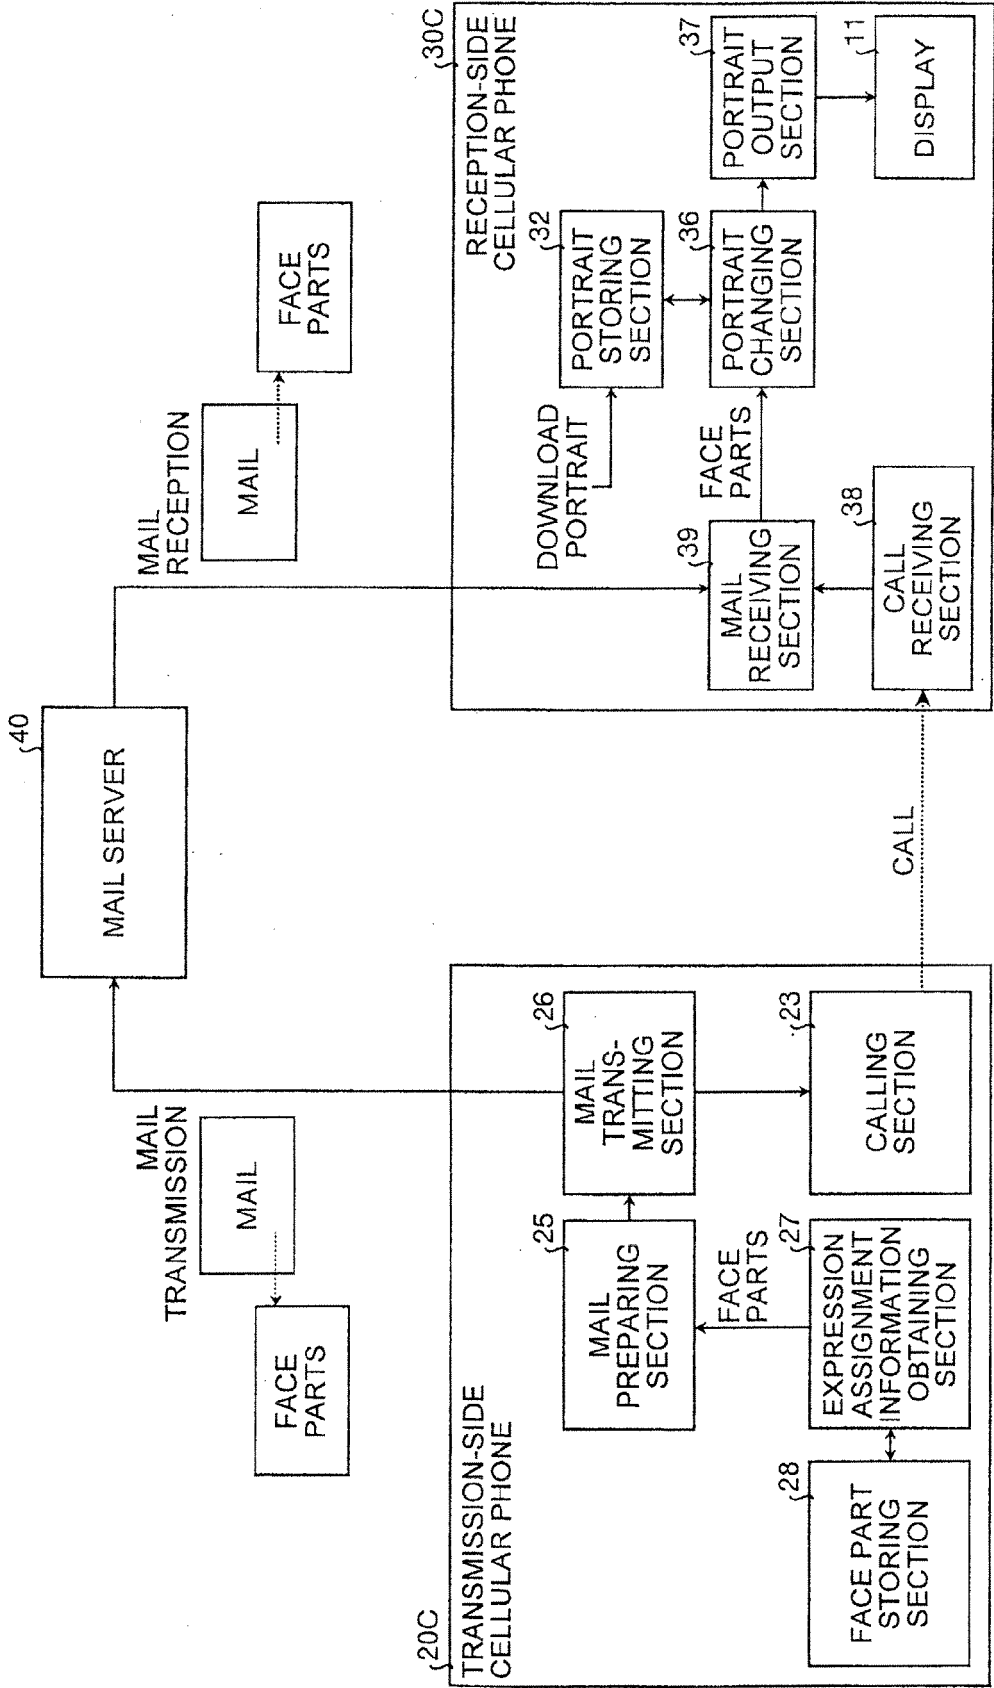 40
MAIL SERVER
MAIL
TRANSMISSION
MAIL
FACE
PARTS
MAIL
RECEPTION
MAIL
FACE
PARTS
20C
TRANSMISSION-SIDE
CELLULAR PHONE
25
MAIL
PREPARING
SECTION
26
MAIL
TRANS-
MITTING
SECTION
FACE
PARTS
28
FACE PART
STORING
SECTION
27
EXPRESSION
ASSIGNMENT
INFORMATION
OBTAINING
SECTION
23
CALLING
SECTION
CALL
30C
RECEPTION-SIDE
CELLULAR PHONE
DOWNLOAD
PORTRAIT
32
PORTRAIT
STORING
SECTION
39
MAIL
RECEIVING
SECTION
FACE
PARTS
36
PORTRAIT
CHANGING
SECTION
37
PORTRAIT
OUTPUT
SECTION
38
CALL
RECEIVING
SECTION
11
DISPLAY